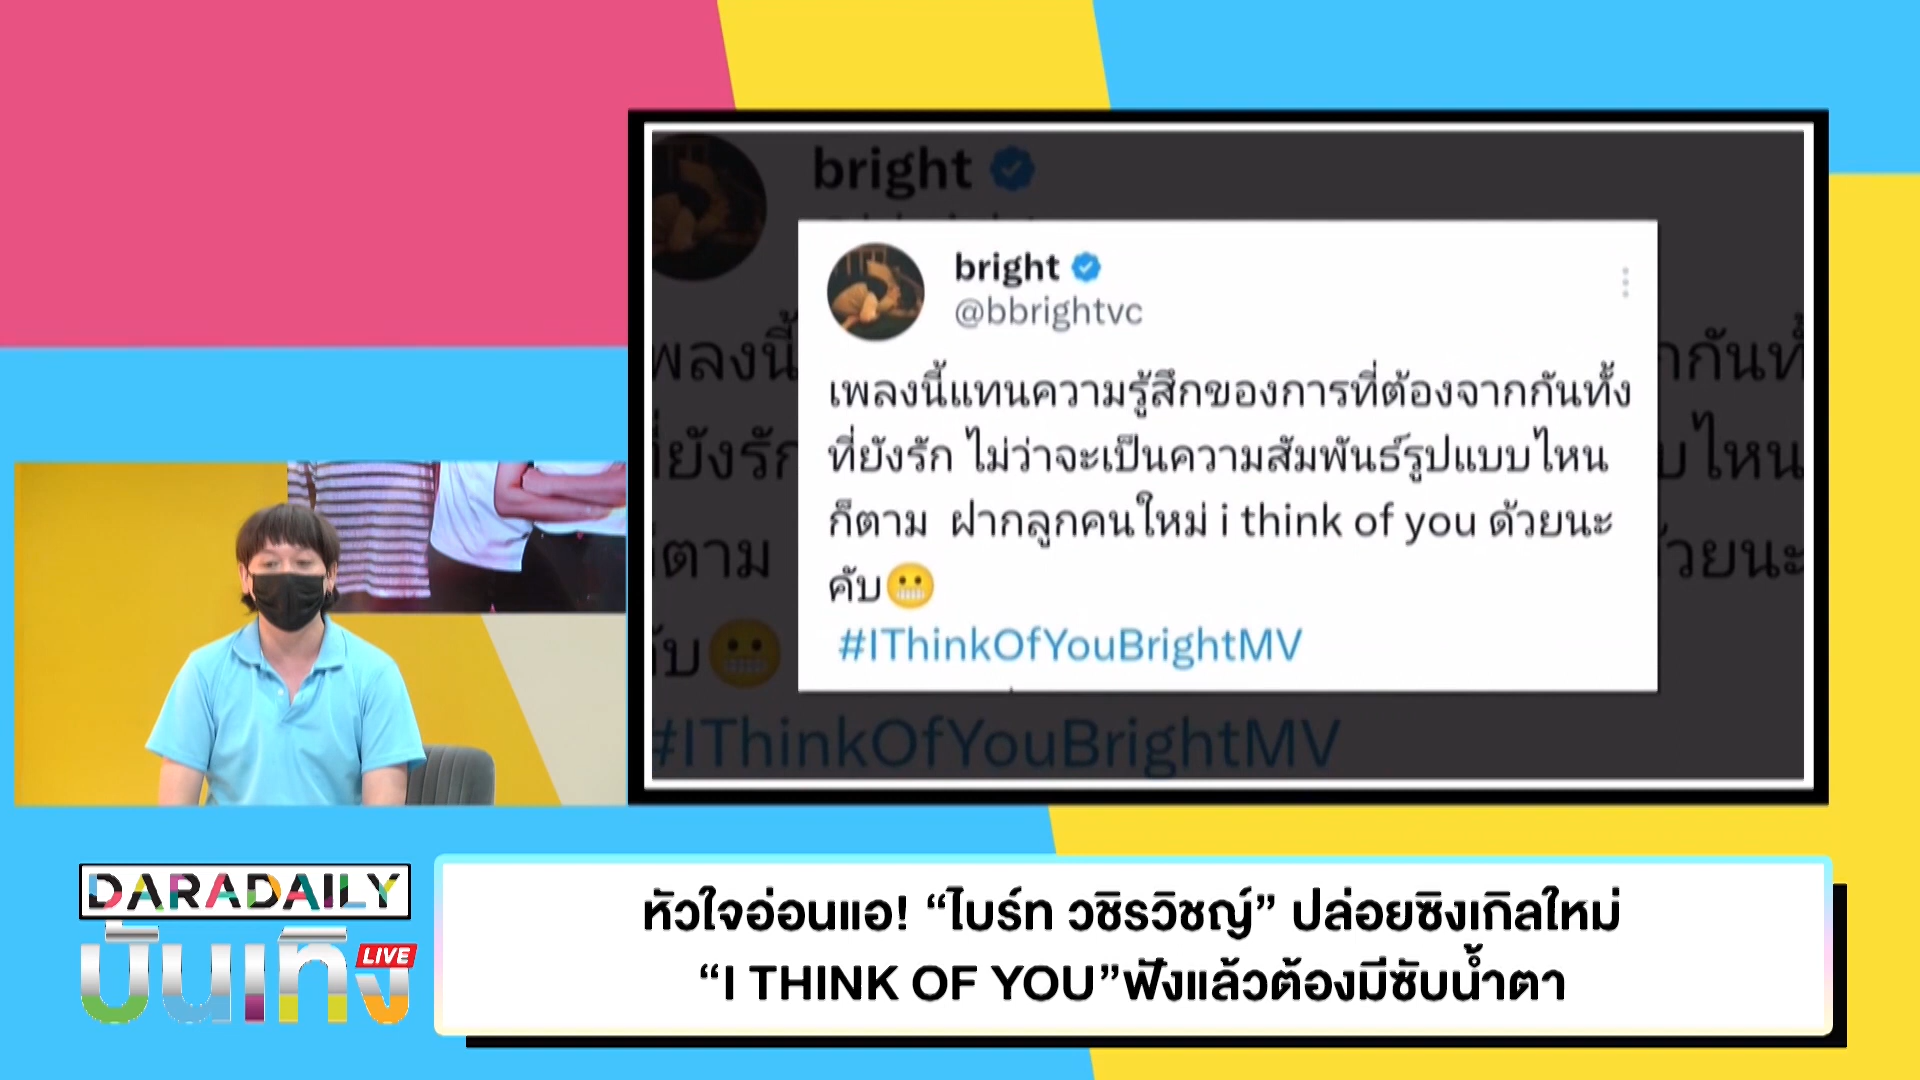 bright
bright
@bbrightvc
เพลงนี้แทนความรู้สึกของการที่ต้องจากกันทั้ง
ที่ยังรัก ไม่ว่าจะเป็นความสัมพันธ์รูปแบบไหน
ก็ตาม ฝากลูกคนใหม่ i think of you ด้วยนะ
คับ😬
#IThinkOfYouBrightMV
#IThinkOfYouBrightMV
DARADAILY
บันเทิง LIVE
หัวใจอ่อนแอ! “ไบร์ท วชิรวิชญ์” ปล่อยซิงเกิลใหม่
“I THINK OF YOU”ฟังแล้วต้องมีซับน้ำตา